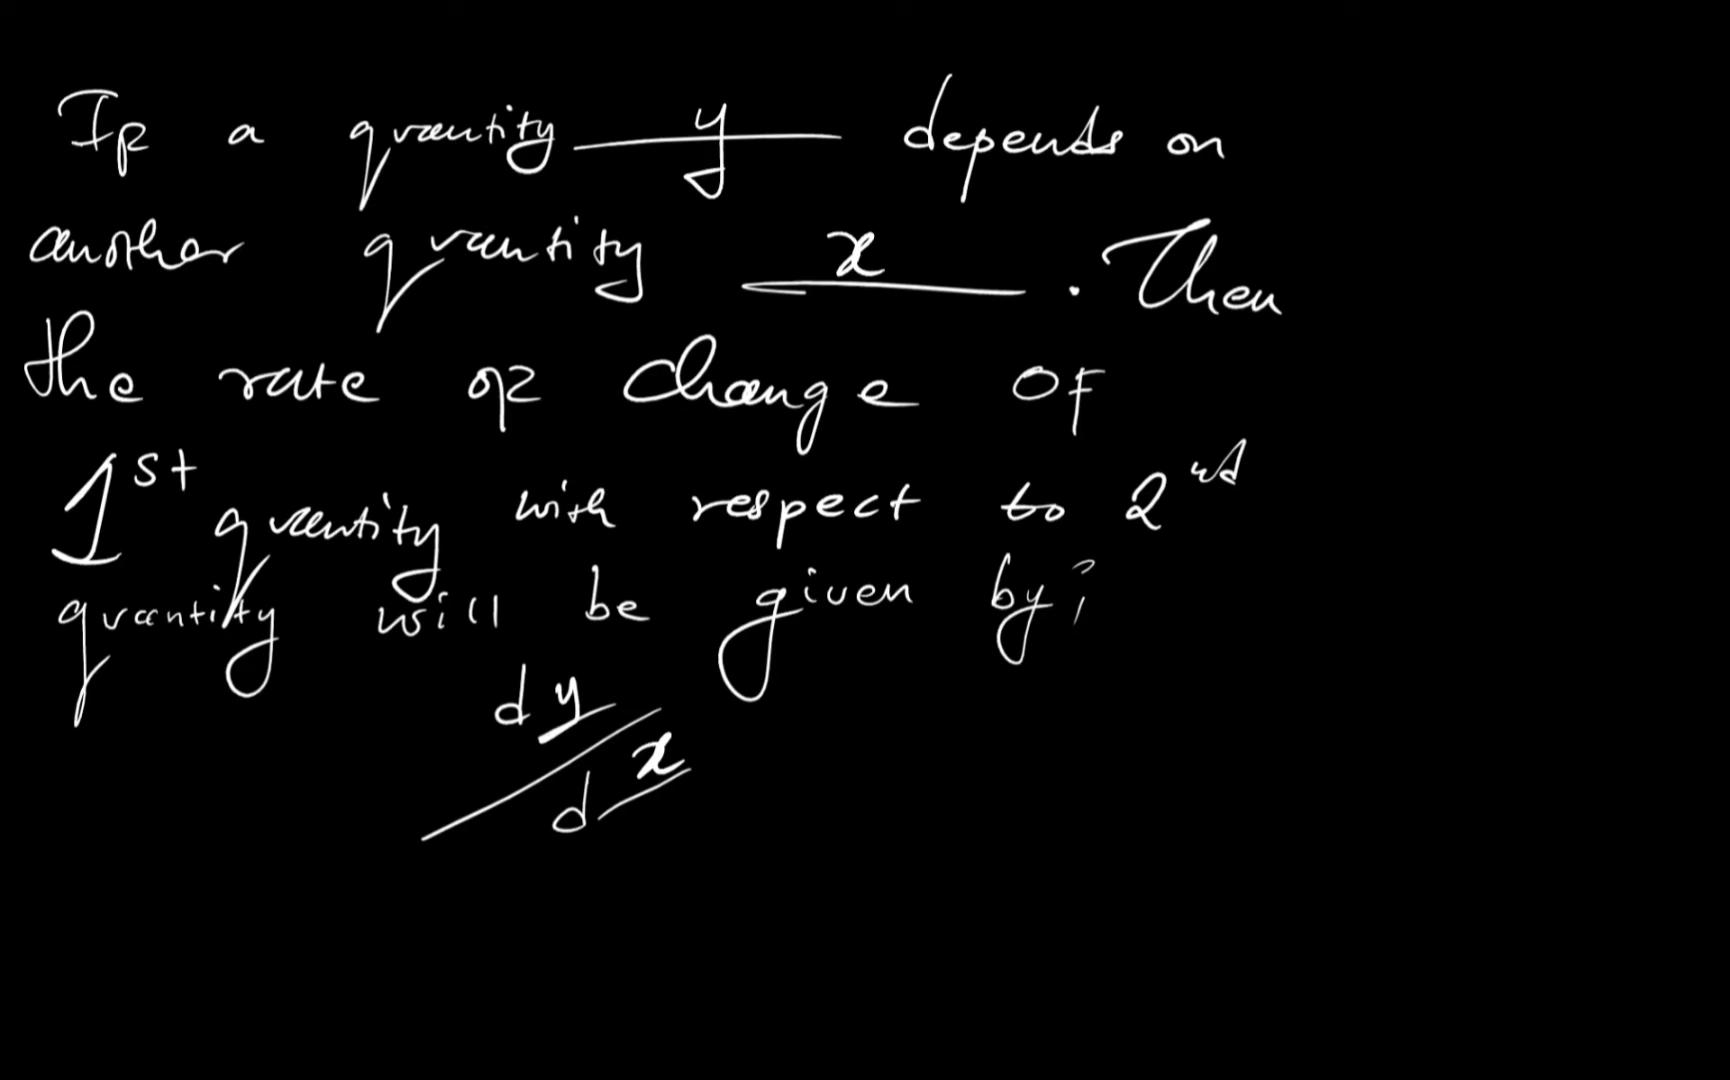 If a quantity y depends on
another quantity x . Then
the rate of change of
1st quantity with respect to 2nd
quantity will be given by;
dy/dx